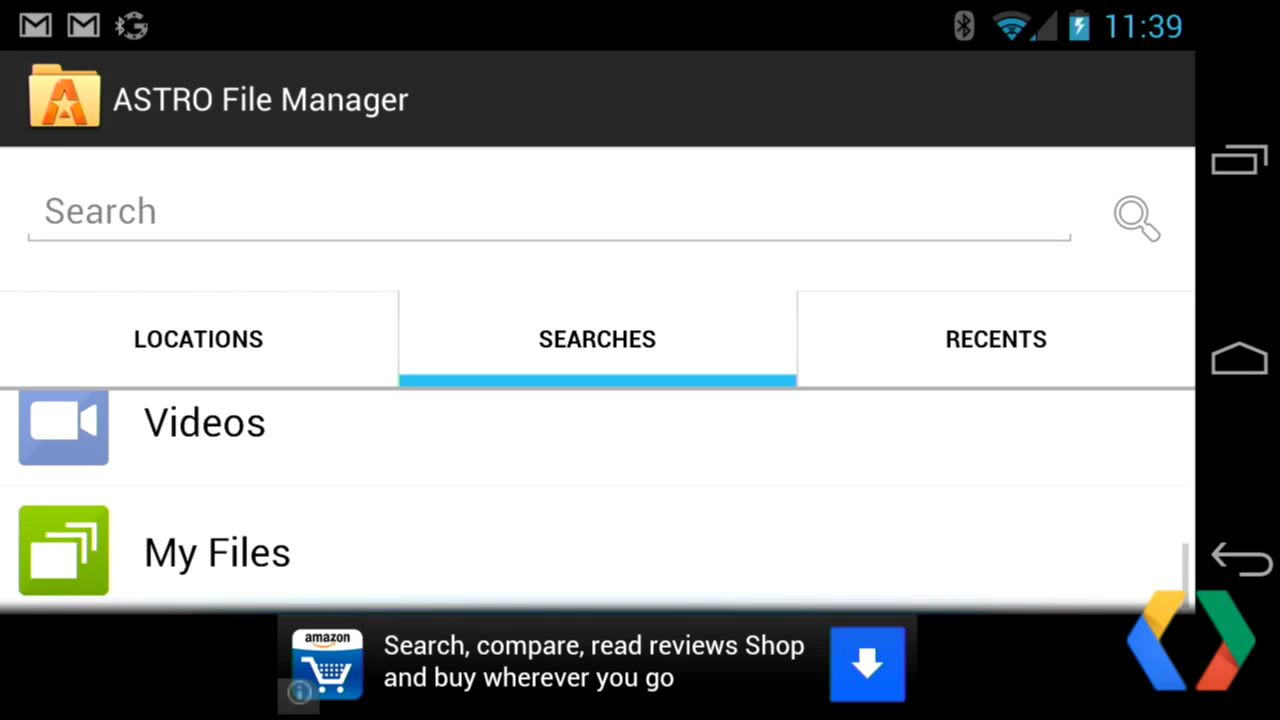 11:39
ASTRO File Manager
Search
LOCATIONS
SEARCHES
RECENTS
Videos
My Files
amazon
Search, compare, read reviews Shop
and buy wherever you go